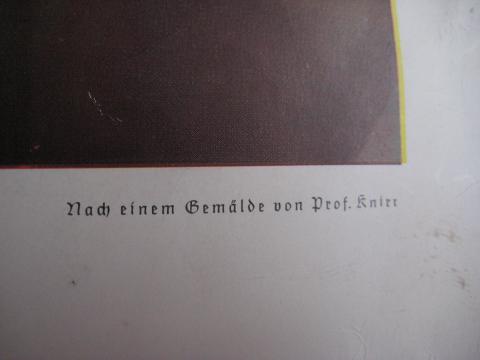 Nach einem Gemälde von Prof. Knirr